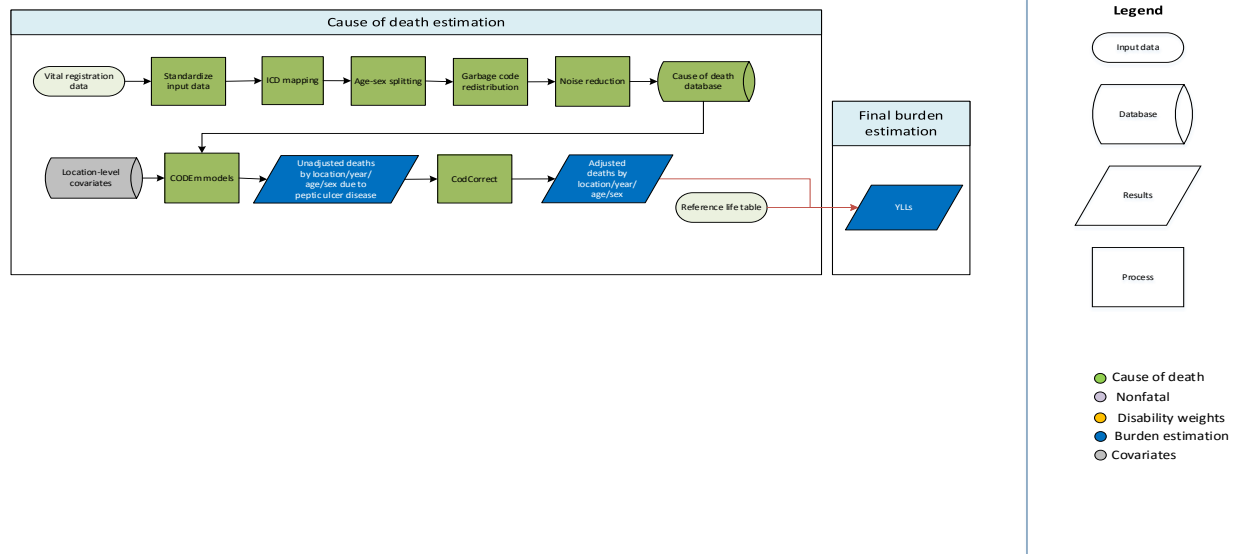 Cause of death estimation
Vital registration
data
Standardize
input data
ICD mapping
Age-sex splitting
Garbage code
redistribution
Noise reduction
Cause of death
database
Location-level
covariates
CODEm models
Unadjusted deaths
by location/year/
age/sex due to
peptic ulcer disease
CodCorrect
Adjusted
deaths by
location/year/
age/sex
Reference life table
Final burden
estimation
YLLs
Legend
Input data
Database
Results
Process
Cause of death
Nonfatal
Disability weights
Burden estimation
Covariates